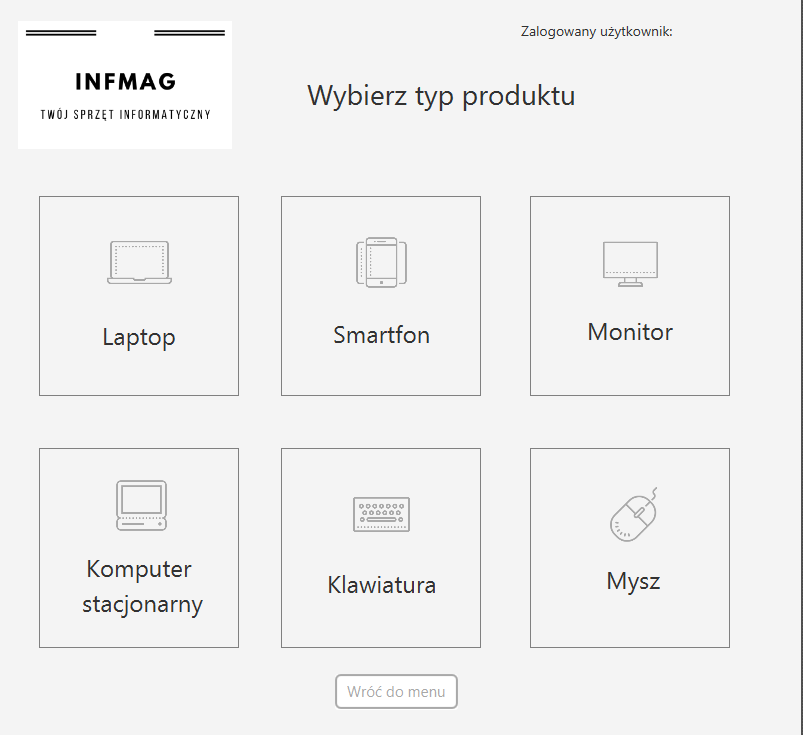 Zalogowany użytkownik:
INFMAG
TWÓJ SPRZĘT INFORMATYCZNY
Wybierz typ produktu
Laptop
Smartfon
Monitor
Komputer
stacjonarny
Klawiatura
Mysz
Wróć do menu